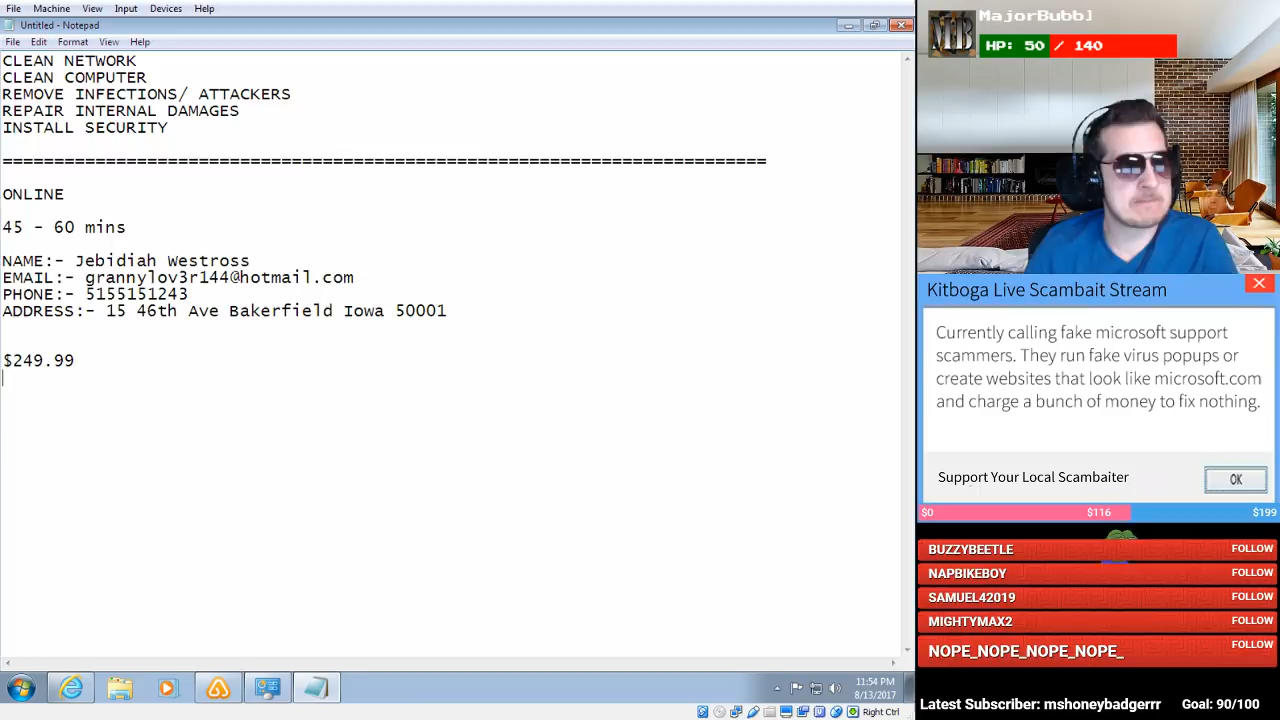 File Machine View Input Devices Help
Untitled - Notepad
File Edit Format View Help
CLEAN NETWORK
CLEAN COMPUTER
REMOVE INFECTIONS/ ATTACKERS
REPAIR INTERNAL DAMAGES
INSTALL SECURITY
==========================================================================
ONLINE
45 - 60 mins
NAME:- Jebidiah Westross
EMAIL:- grannylov3r144@hotmail.com
PHONE:- 5155151243
ADDRESS:- 15 46th Ave Bakerfield Iowa 50001
$249.99
11:54 PM
8/13/2017
Right Ctrl
MB
MajorBubb]
HP: 50 / 140
Kitboga Live Scambait Stream
Currently calling fake microsoft support
scammers. They run fake virus popups or
create websites that look like microsoft.com
and charge a bunch of money to fix nothing.
Support Your Local Scambaiter
OK
$0 $116 $199
BUZZYBEETLE FOLLOW
NAPBIKEBOY FOLLOW
SAMUEL42019 FOLLOW
MIGHTYMAX2 FOLLOW
NOPE_NOPE_NOPE_NOPE_ FOLLOW
Latest Subscriber: mshoneybadgerrr Goal: 90/100